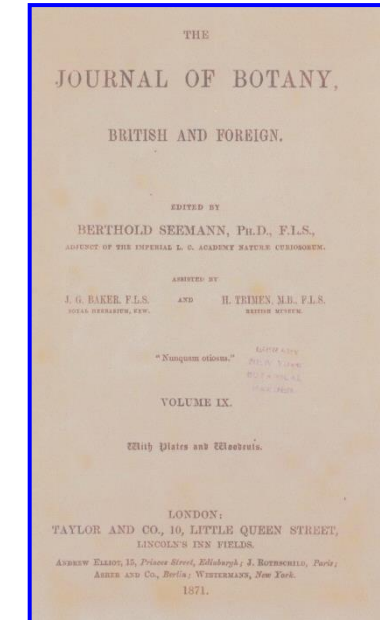 THE
JOURNAL OF BOTANY,
BRITISH AND FOREIGN.
EDITED BY
BERTHOLD SEEMANN, PH.D., F.L.S.,
ADJUNCT OF THE IMPERIAL L. C. ACADEMY NATURÆ CURIOSORUM.
ASSISTED BY
J. G. BAKER, F.L.S. AND H. TRIMEN, M.B., F.L.S.
ROYAL HERBARIUM, KEW. BRITISH MUSEUM.
"Nunquam otiosus."
VOLUME IX.
With Plates and Woodcuts.
LONDON:
TAYLOR AND CO., 10, LITTLE QUEEN STREET,
LINCOLN'S INN FIELDS.
ANDREW ELLIOT, 15, Princes Street, Edinburgh; J. ROTHSCHILD, Paris;
ASHER AND CO., Berlin; WESTERMANN, New York.
1871.